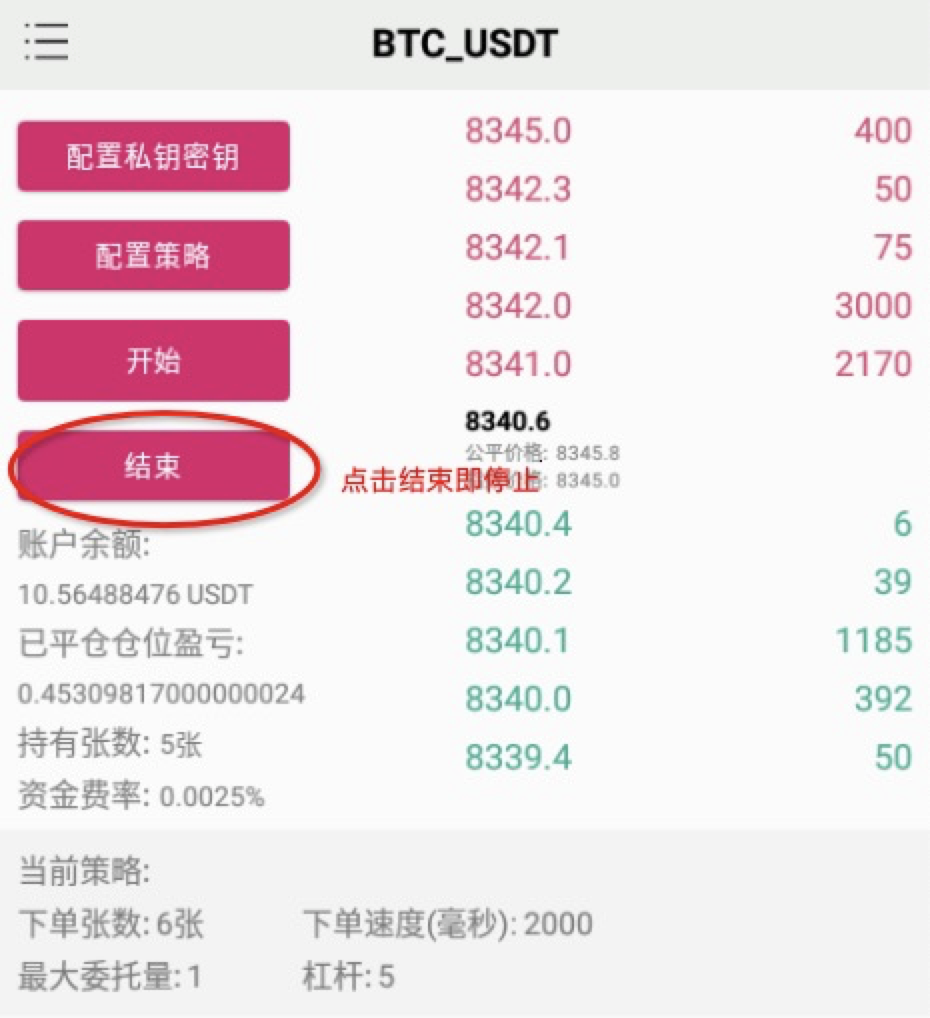 BTC_USDT
配置私钥密钥
配置策略
开始
结束
点击结束即停止
账户余额:
10.56488476 USDT
已平仓仓位盈亏:
0.45309817000000024
持有张数: 5张
资金费率: 0.0025%
8345.0 400
8342.3 50
8342.1 75
8342.0 3000
8341.0 2170
8340.6
公平价格: 8345.8
格: 8345.0
8340.4 6
8340.2 39
8340.1 1185
8340.0 392
8339.4 50
当前策略:
下单张数: 6张 下单速度(毫秒): 2000
最大委托量: 1 杠杆: 5